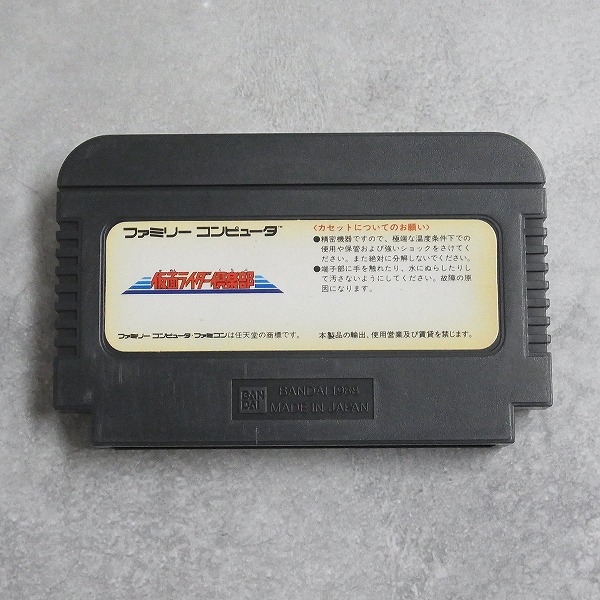 ファミリー コンピュータ™
仮面ライダー倶楽部
〈カセットについてのお願い〉
●精密機器ですので、極端な温度条件下での
使用や保管および強いショックをさけてく
ださい。また絶対に分解しないでください。
●端子部に手を触れたり、水にぬらしたりし
て汚さないようにしてください。故障の原
因になります。
ファミリー コンピュータ・ファミコンは任天堂の商標です。
本製品の輸出、使用営業及び賃貸を禁じます。
BAN
DAI
BANDAI 1988
MADE IN JAPAN